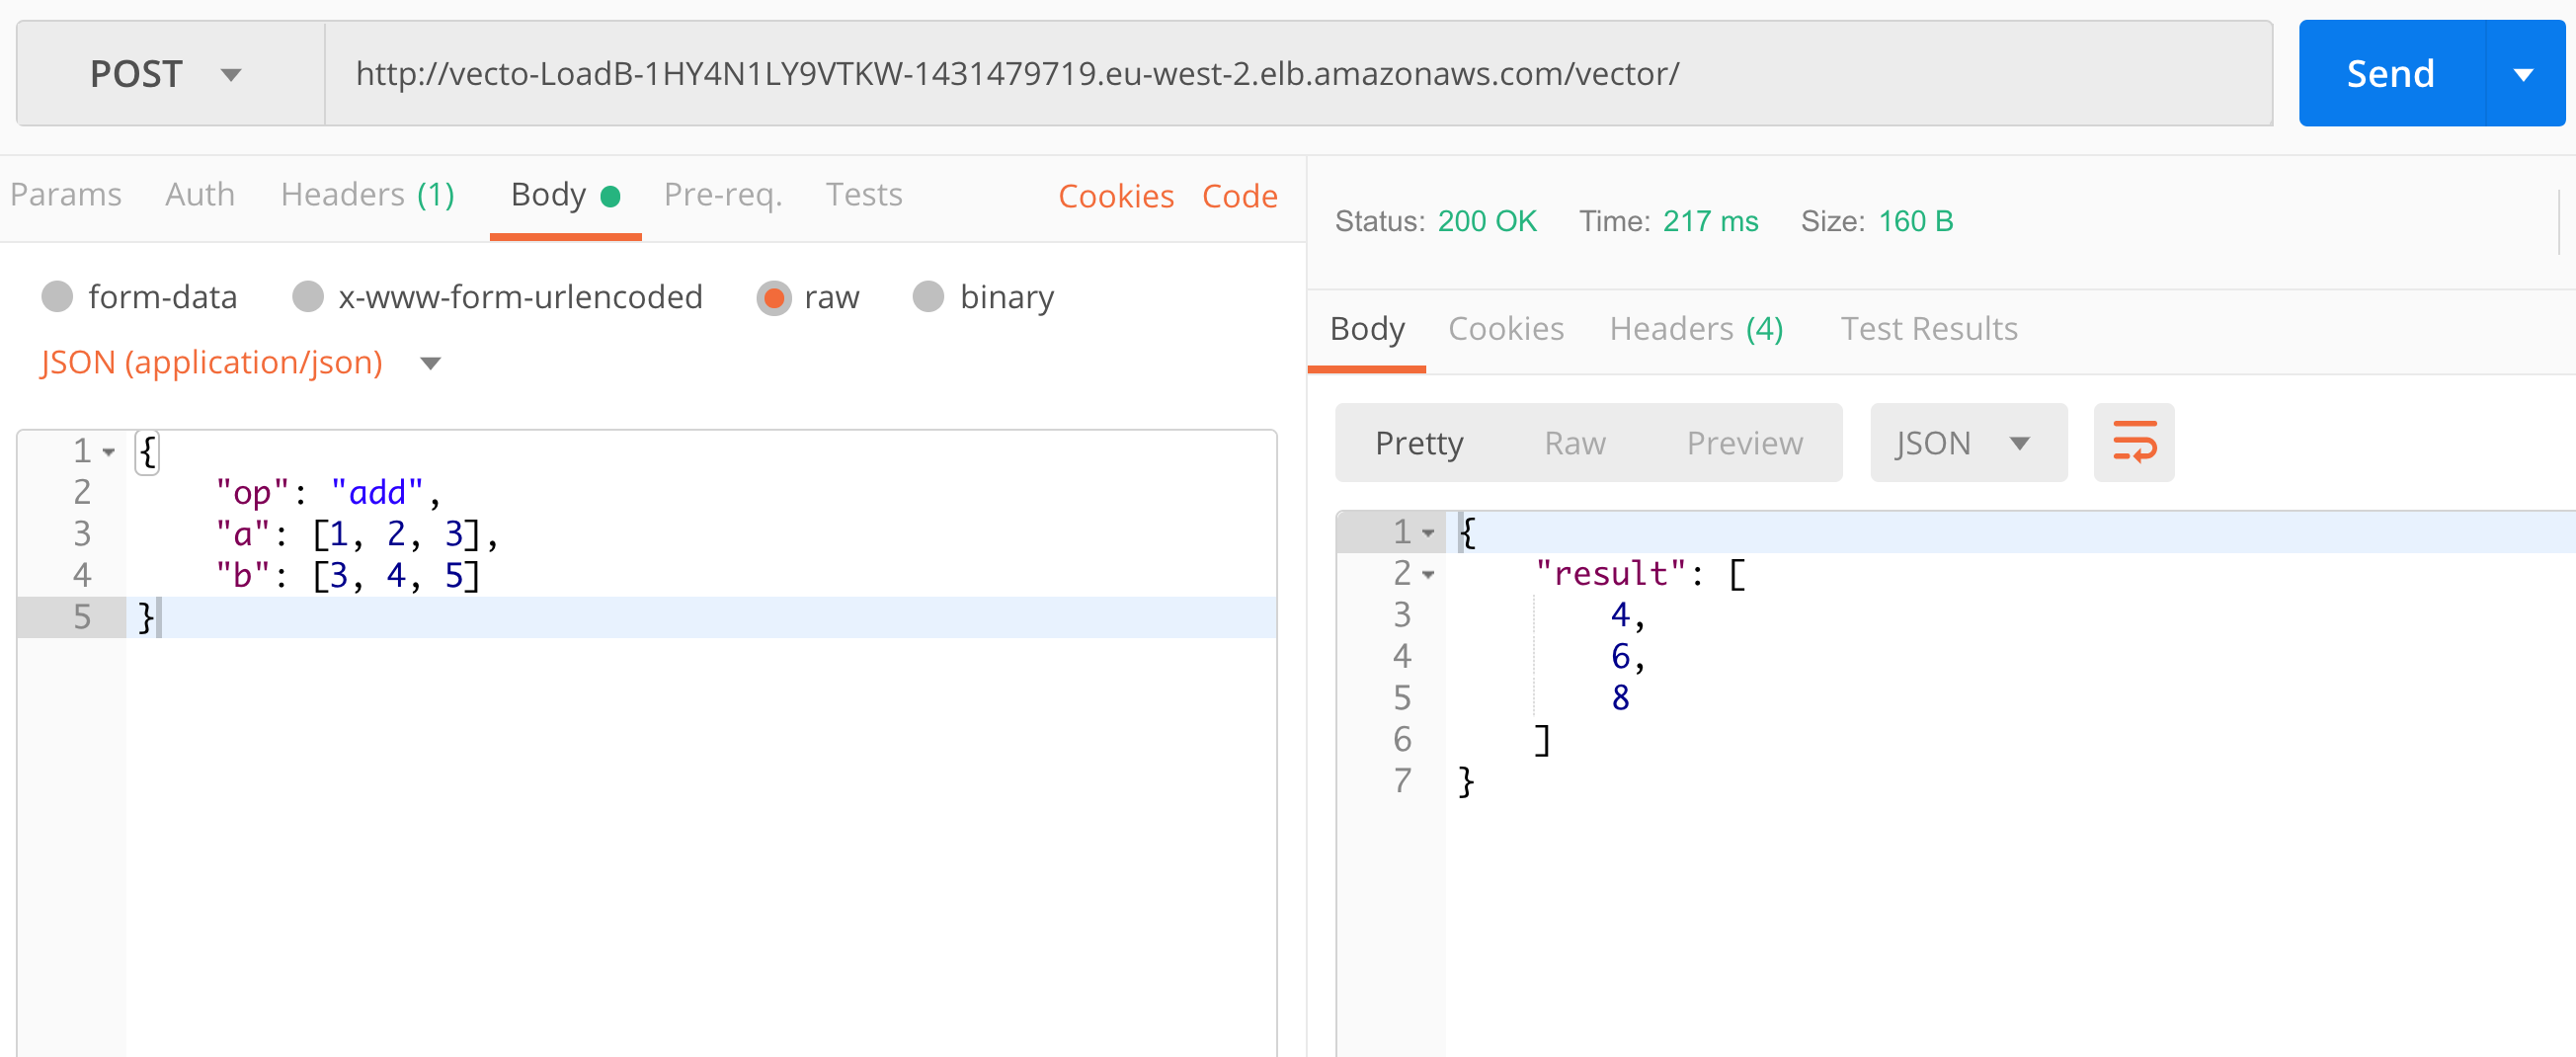 POST http://vecto-LoadB-1HY4N1LY9VTKW-1431479719.eu-west-2.elb.amazonaws.com/vector/ Send
Params Auth Headers (1) Body Pre-req. Tests Cookies Code
form-data x-www-form-urlencoded raw binary
JSON (application/json)
1 {
2 "op": "add",
3 "a": [1, 2, 3],
4 "b": [3, 4, 5]
5 }
Status: 200 OK Time: 217 ms Size: 160 B
Body Cookies Headers (4) Test Results
Pretty Raw Preview JSON
1 {
2 "result": [
3 4,
4 6,
5 8
6 ]
7 }